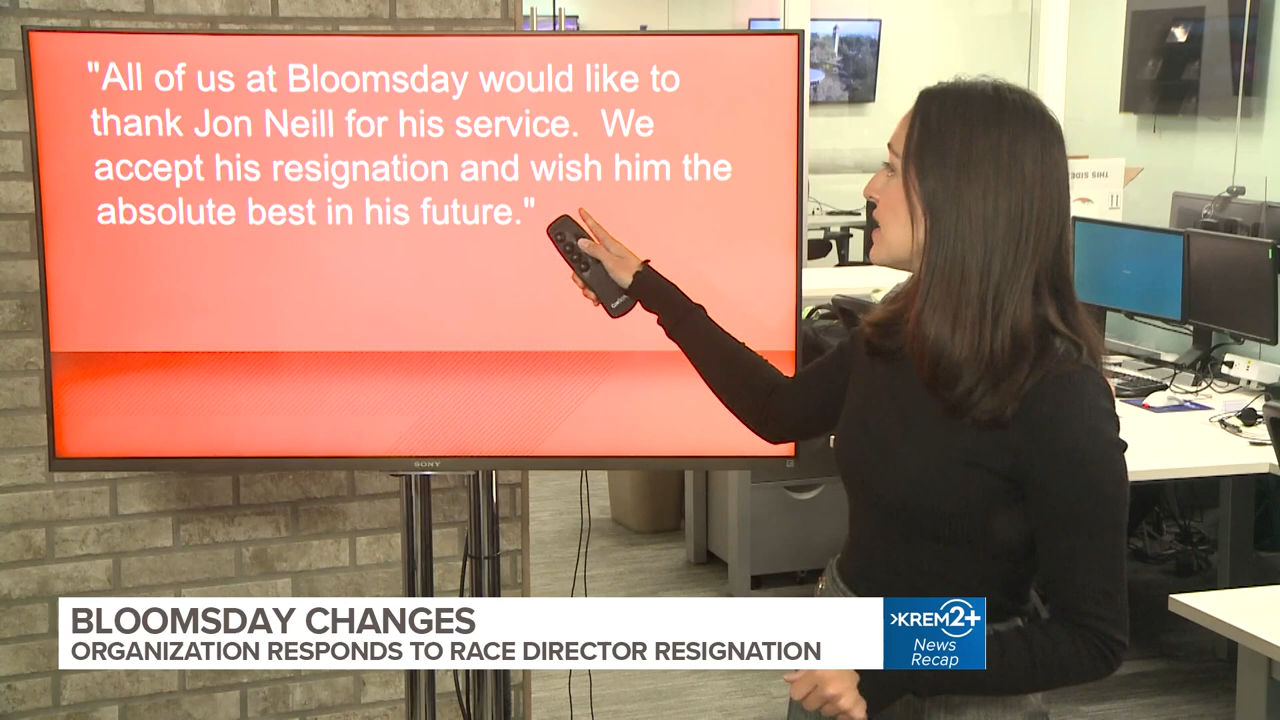 "All of us at Bloomsday would like to
thank Jon Neill for his service.  We
accept his resignation and wish him the
absolute best in his future."
SONY
THIS SIDE
BLOOMSDAY CHANGES
ORGANIZATION RESPONDS TO RACE DIRECTOR RESIGNATION
KREM2+
News
Recap